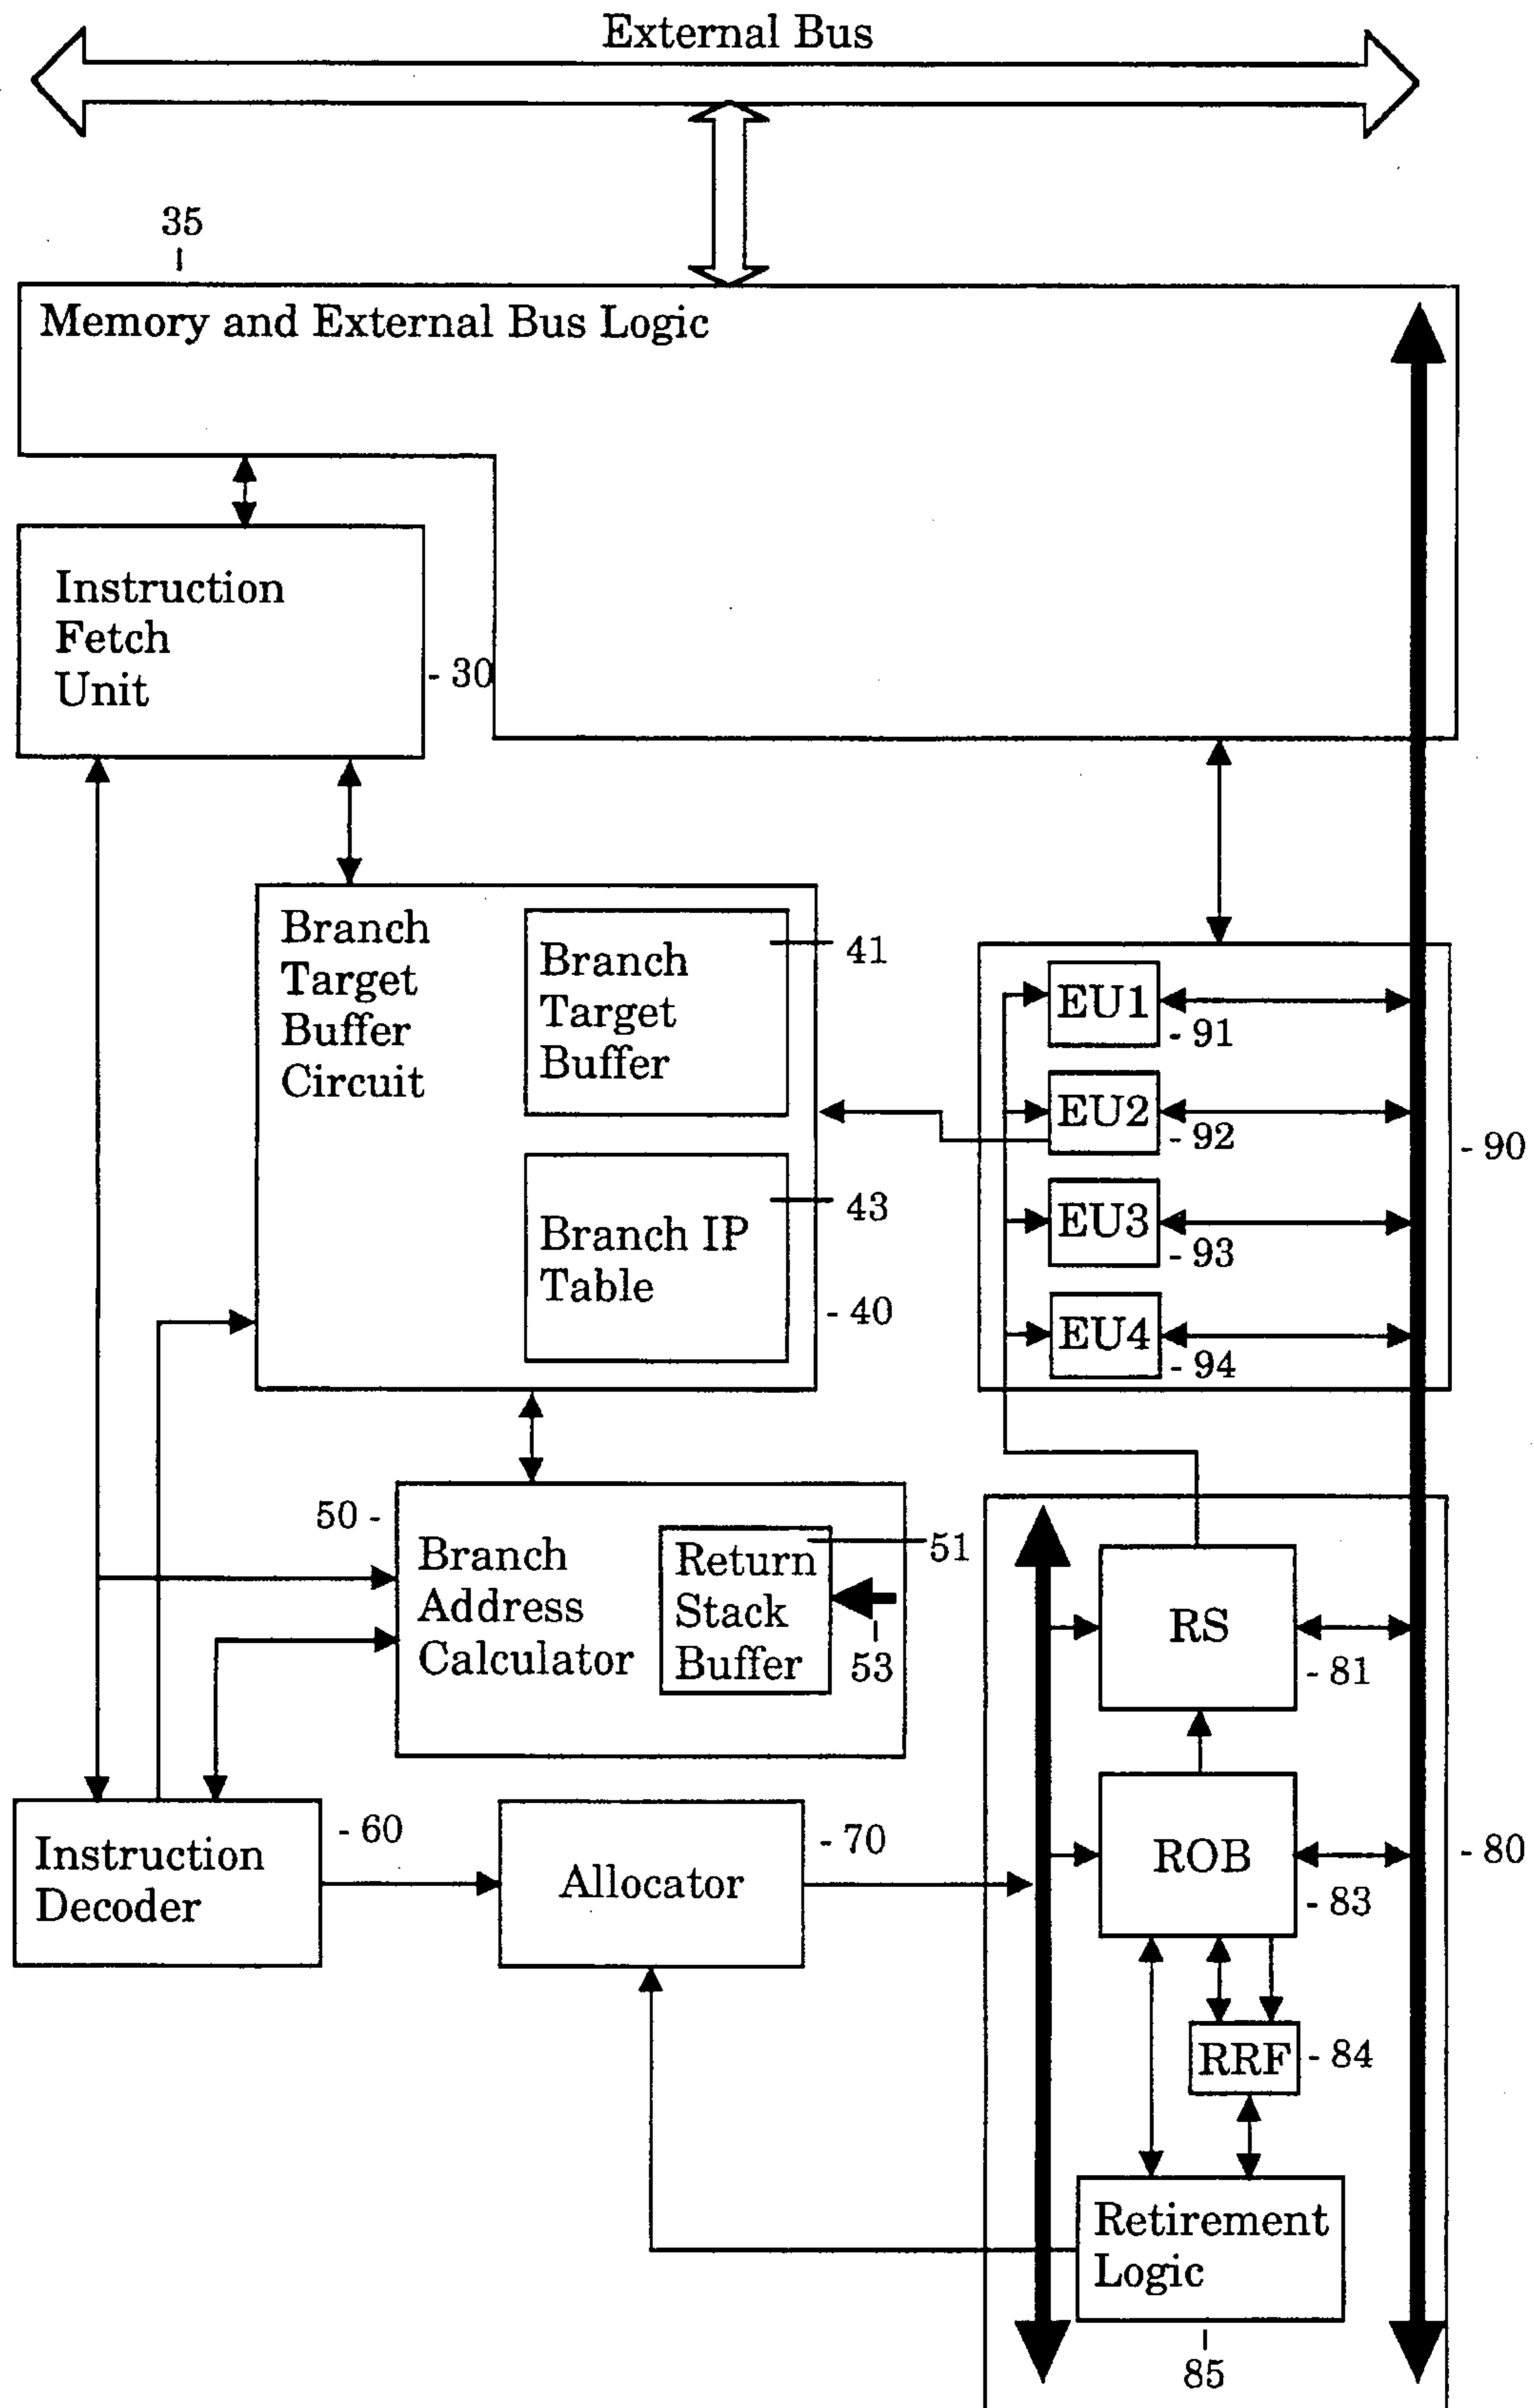 External Bus
35
Memory and External Bus Logic
Instruction
Fetch
Unit
- 30
Branch
Target
Buffer
Circuit
Branch
Target
Buffer
41
Branch IP
Table
43
- 40
EU1
- 91
EU2
- 92
EU3
- 93
EU4
- 94
- 90
50 -
Branch
Address
Calculator
Return
Stack
Buffer
51
53
RS
- 81
ROB
- 83
- 80
Instruction
Decoder
- 60
Allocator
- 70
RRF
- 84
Retirement
Logic
85